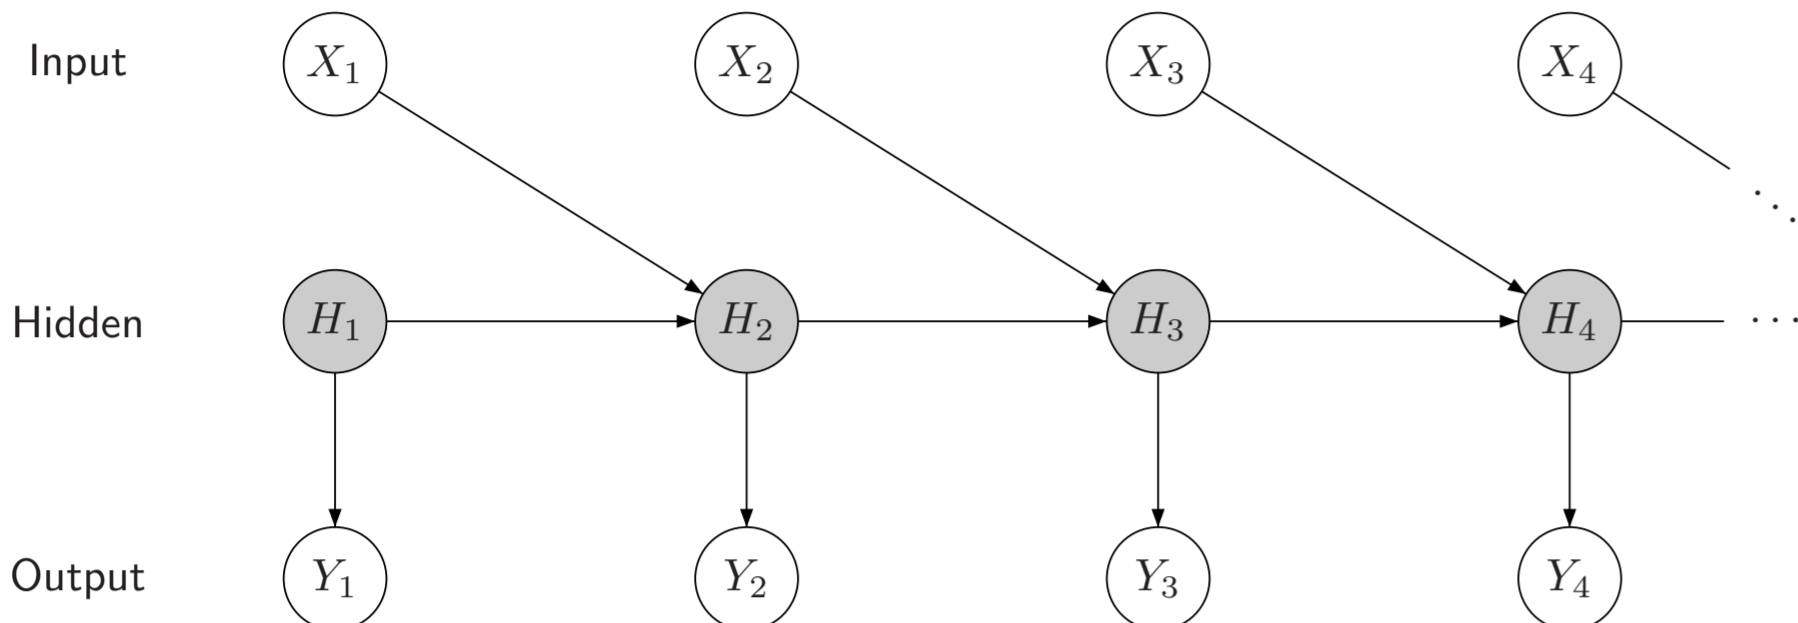 Input X₁ X₂ X₃ X₄
Hidden H₁ H₂ H₃ H₄ ···
Output Y₁ Y₂ Y₃ Y₄